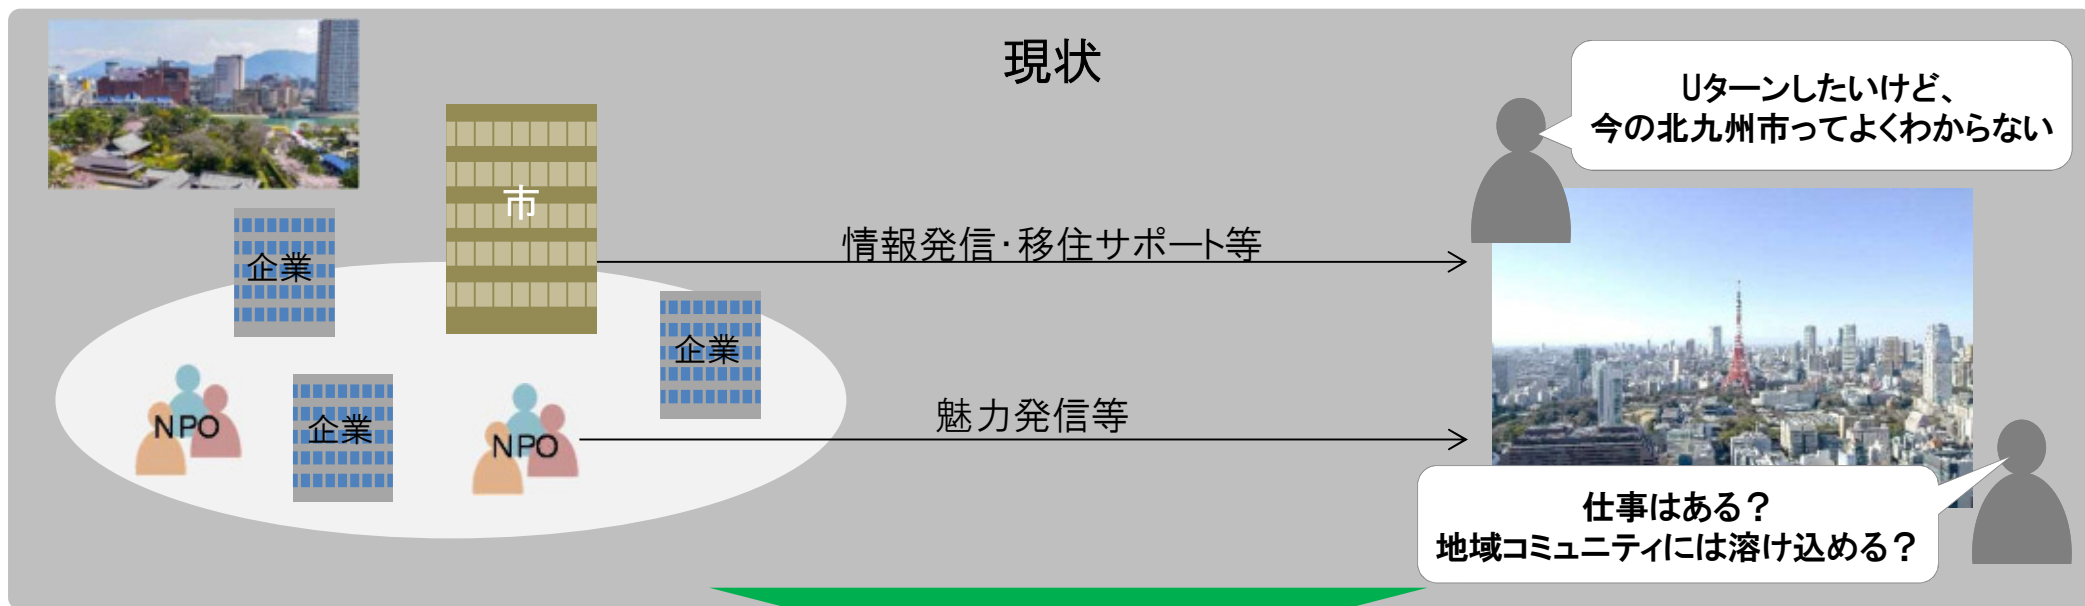 現状
Uターンしたいけど、
今の北九州市ってよくわからない
市
企業
情報発信・移住サポート等
企業
NPO
企業
NPO
魅力発信等
仕事はある？
地域コミュニティには溶け込める？